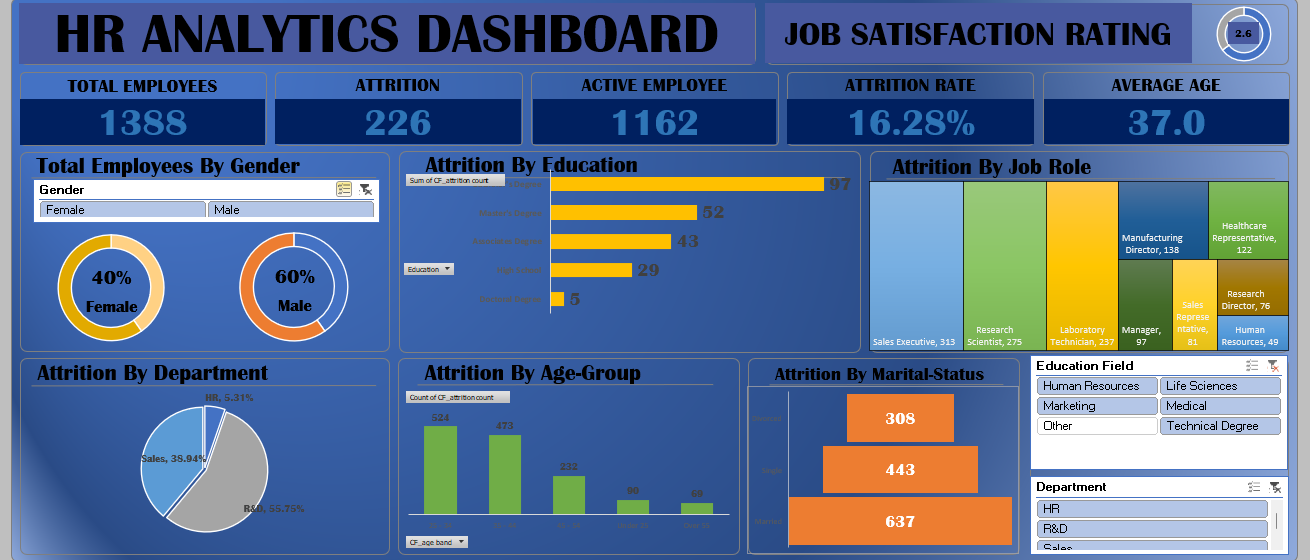 HR ANALYTICS DASHBOARD
JOB SATISFACTION RATING
2.6
TOTAL EMPLOYEES
1388
ATTRITION
226
ACTIVE EMPLOYEE
1162
ATTRITION RATE
16.28%
AVERAGE AGE
37.0
Total Employees By Gender
Gender
Female
Male
40%
Female
60%
Male
Attrition By Education
Sum of CF_attrition count
97
52
43
29
5
Education
Attrition By Job Role
Sales Executive, 313
Research
Scientist, 275
Laboratory
Technician, 237
Manufacturing
Director, 138
Healthcare
Representative,
122
Manager,
97
Sales
Represe
ntative,
81
Research
Director, 76
Human
Resources, 49
Attrition By Department
HR, 5.31%
Sales, 38.94%
R&D, 55.75%
Attrition By Age-Group
Count of CF_attrition count
524
473
232
CF_age band
Attrition By Marital-Status
308
443
637
Education Field
Human Resources
Life Sciences
Marketing
Medical
Other
Technical Degree
Department
HR
R&D
Sales